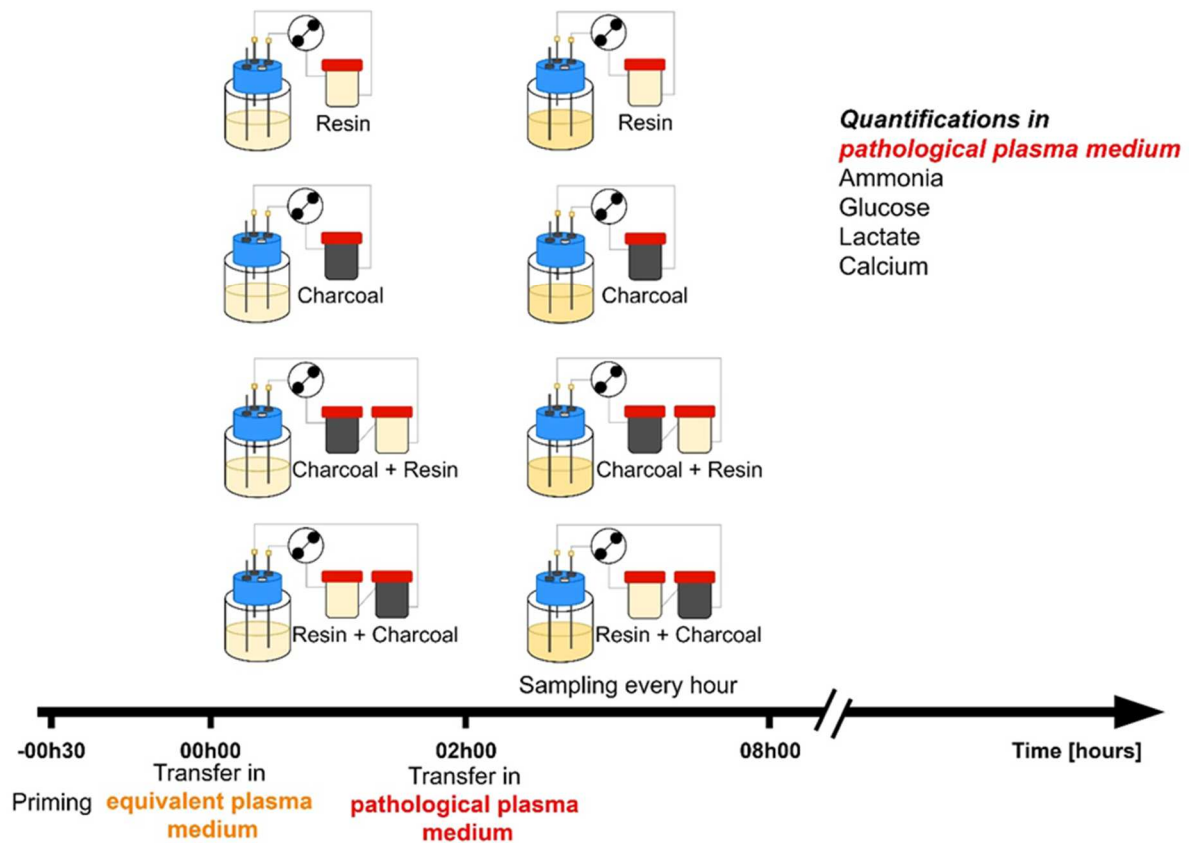 Resin
Resin
Quantifications in
pathological plasma medium
Ammonia
Glucose
Lactate
Calcium
Charcoal
Charcoal
Charcoal + Resin
Charcoal + Resin
Resin + Charcoal
Resin + Charcoal
Sampling every hour
-00h30
00h00
02h00
08h00
Time [hours]
Priming
Transfer in
equivalent plasma
medium
Transfer in
pathological plasma
medium